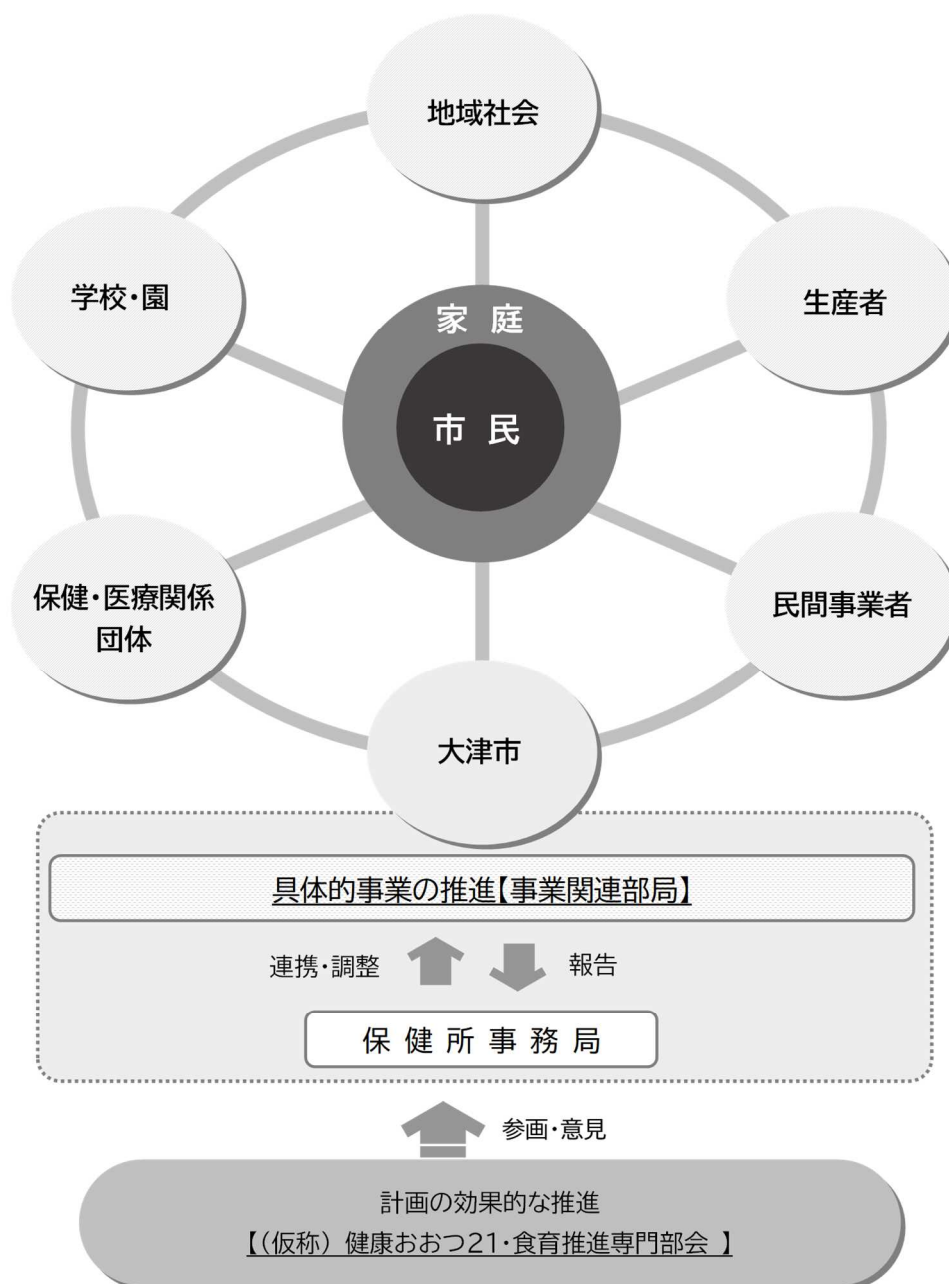 地域社会
学校・園
生産者
家 庭
市 民
保健・医療関係
団体
民間事業者
大津市
具体的事業の推進【事業関連部局】
連携・調整
報告
保 健 所 事 務 局
参画・意見
計画の効果的な推進
【(仮称) 健康おおつ21・食育推進専門部会 】